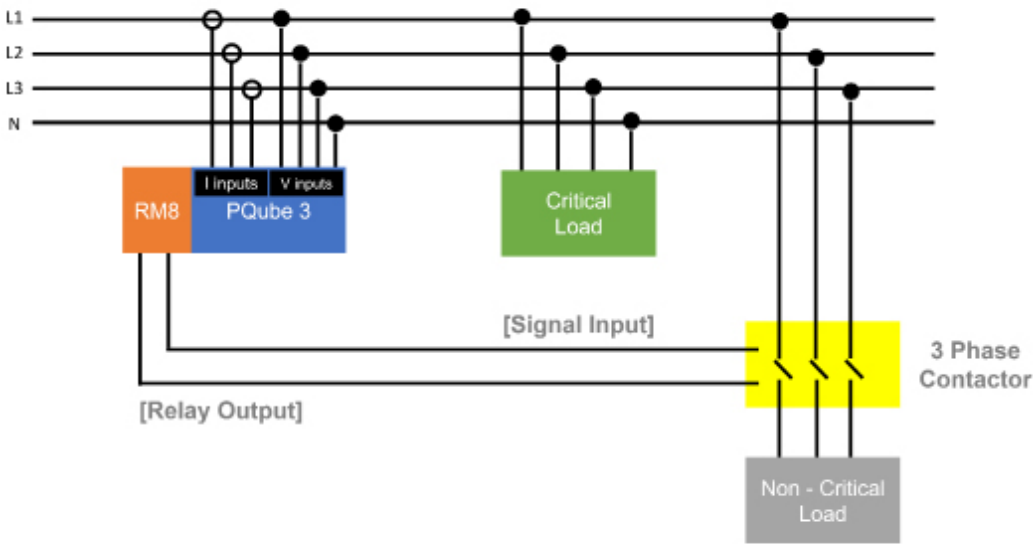 L1
L2
L3
N
I inputs
V inputs
RM8
PQube 3
Critical
Load
[Signal Input]
[Relay Output]
3 Phase
Contactor
Non - Critical
Load